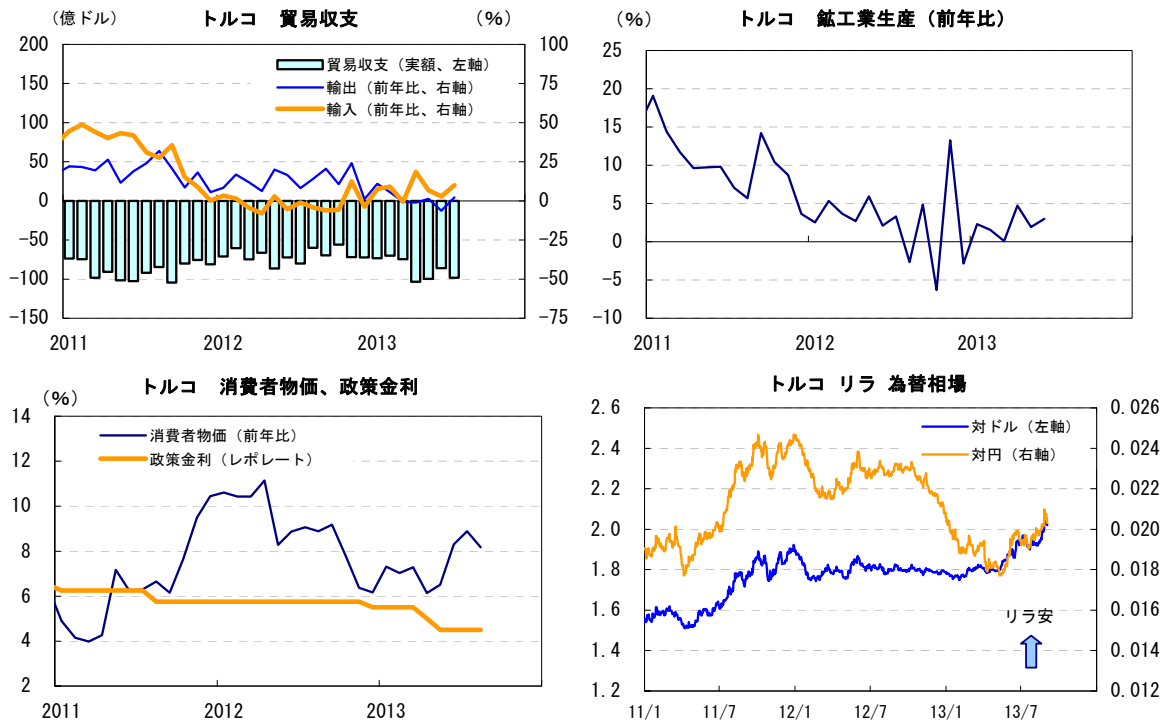 トルコ 貿易収支
(億ドル)
(%)
200
150
100
50
0
-50
-100
-150
100
75
50
25
0
-25
-50
-75
貿易収支(実額、左軸)
輸出(前年比、右軸)
輸入(前年比、右軸)
2011 2012 2013
トルコ 鉱工業生産(前年比)
(%)
25
20
15
10
5
0
-5
-10
2011 2012 2013
トルコ 消費者物価、政策金利
(%)
14
12
10
8
6
4
2
消費者物価(前年比)
政策金利(レポレート)
2011 2012 2013
トルコ リラ 為替相場
2.6
2.4
2.2
2.0
1.8
1.6
1.4
1.2
0.026
0.024
0.022
0.020
0.018
0.016
0.014
0.012
対ドル(左軸)
対円(右軸)
リラ安
11/1 11/7 12/1 12/7 13/1 13/7